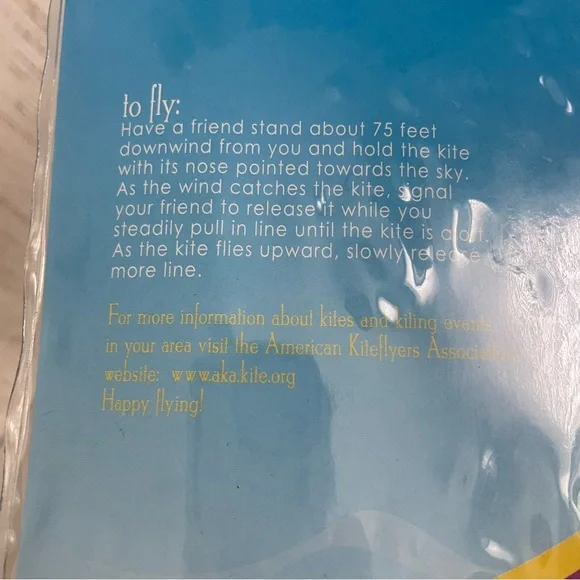 to fly:
Have a friend stand about 75 feet
downwind from you and hold the kite
with its nose pointed towards the sky.
As the wind catches the kite, signal
your friend to release it while you
steadily pull in line until the kite is aloft.
As the kite flies upward, slowly release
more line.
For more information about kites and kiting events
in your area visit the American Kiteflyers
website: www.aka.kite.org
Happy flying!